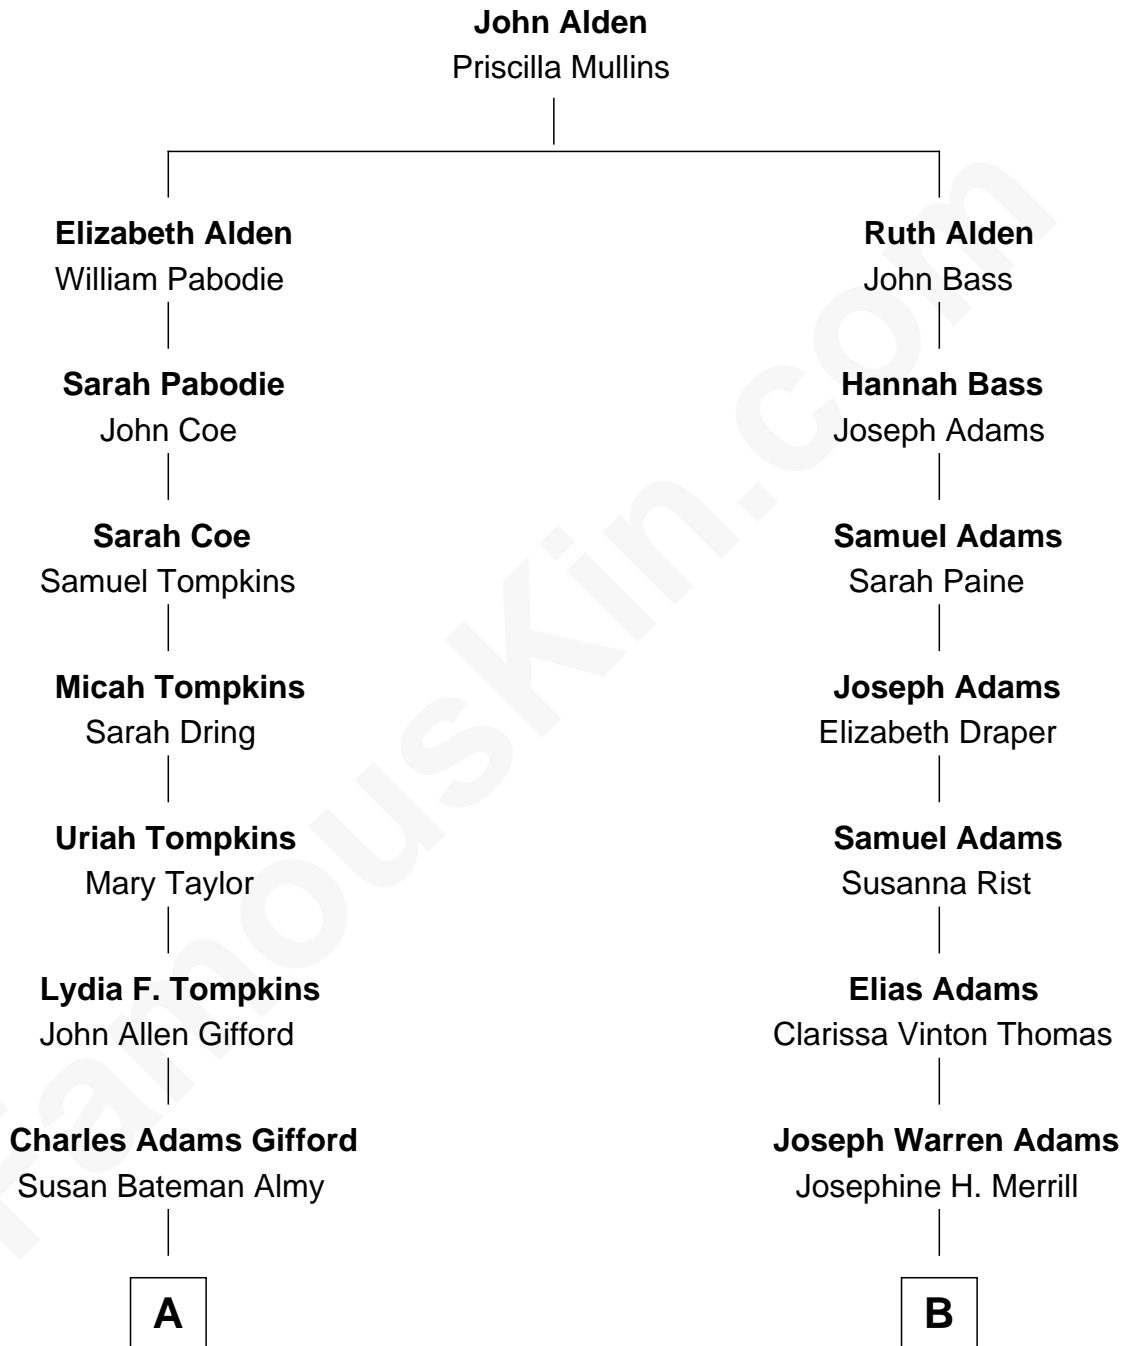 John Alden
Priscilla Mullins
Elizabeth Alden
William Pabodie
Ruth Alden
John Bass
Sarah Pabodie
John Coe
Hannah Bass
Joseph Adams
Sarah Coe
Samuel Tompkins
Samuel Adams
Sarah Paine
Micah Tompkins
Sarah Dring
Joseph Adams
Elizabeth Draper
Uriah Tompkins
Mary Taylor
Samuel Adams
Susanna Rist
Lydia F. Tompkins
John Allen Gifford
Elias Adams
Clarissa Vinton Thomas
Charles Adams Gifford
Susan Bateman Almy
Joseph Warren Adams
Josephine H. Merrill
A
B
FamousKin.com